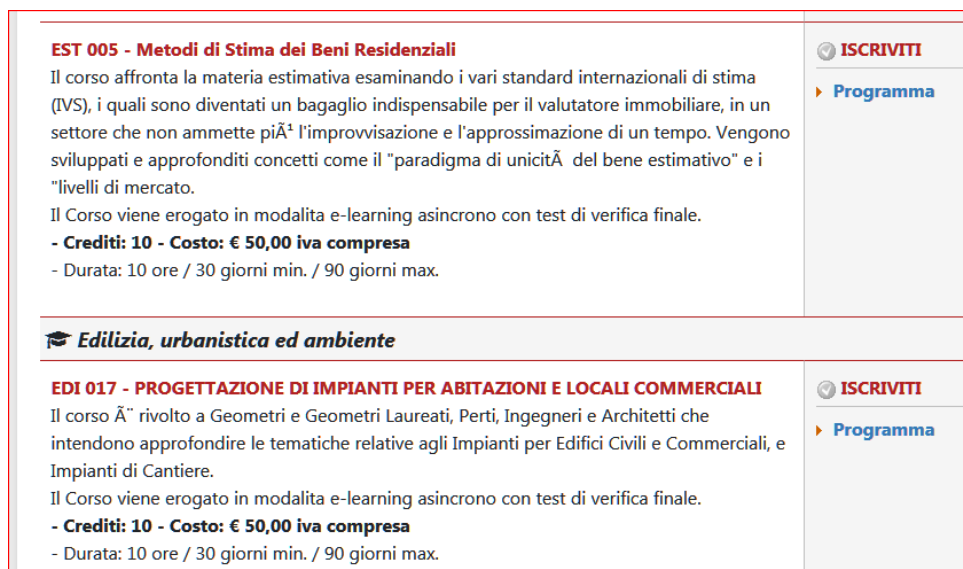 EST 005 - Metodi di Stima dei Beni Residenziali
ISCRIVITI
Il corso affronta la materia estimativa esaminando i vari standard internazionali di stima
(IVS), i quali sono diventati un bagaglio indispensabile per il valutatore immobiliare, in un
Programma
settore che non ammette piÃ¹ l'improvvisazione e l'approssimazione di un tempo. Vengono
sviluppati e approfonditi concetti come il "paradigma di unicitÃ  del bene estimativo" e i
"livelli di mercato.
Il Corso viene erogato in modalita e-learning asincrono con test di verifica finale.
- Crediti: 10 - Costo: € 50,00 iva compresa
- Durata: 10 ore / 30 giorni min. / 90 giorni max.
Edilizia, urbanistica ed ambiente
EDI 017 - PROGETTAZIONE DI IMPIANTI PER ABITAZIONI E LOCALI COMMERCIALI
ISCRIVITI
Il corso Ã¨ rivolto a Geometri e Geometri Laureati, Perti, Ingegneri e Architetti che
intendono approfondire le tematiche relative agli Impianti per Edifici Civili e Commerciali, e
Programma
Impianti di Cantiere.
Il Corso viene erogato in modalita e-learning asincrono con test di verifica finale.
- Crediti: 10 - Costo: € 50,00 iva compresa
- Durata: 10 ore / 30 giorni min. / 90 giorni max.